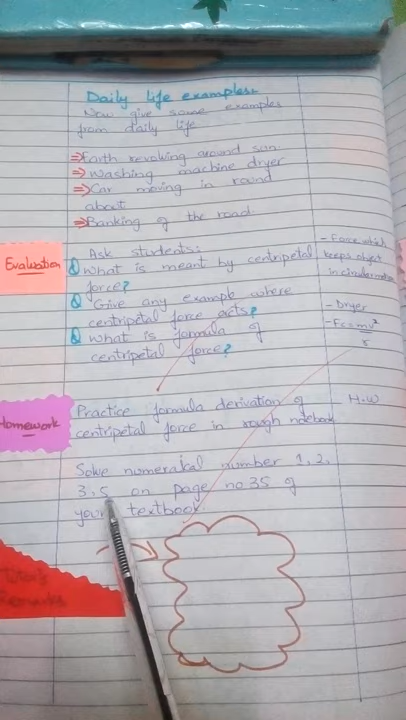 Daily life examples:-
Now give some examples
from daily life
⇒ Earth revolving around sun.
⇒ Washing machine dryer
⇒ Car moving in round
about
⇒ Banking of the road
Evaluation
Ask students:
Q What is meant by centripetal
force?
Q Give any example where
centripetal force acts?
Q What is formula of
centripetal force?
- Force which
keeps object
in circular
- Dryer
- Fc = mv²
r
Homework
Practice formula derivation of
centripetal force in rough notebook
H.W
Solve numerical number 1, 2,
3, 5 on page no 35 of
your textbook